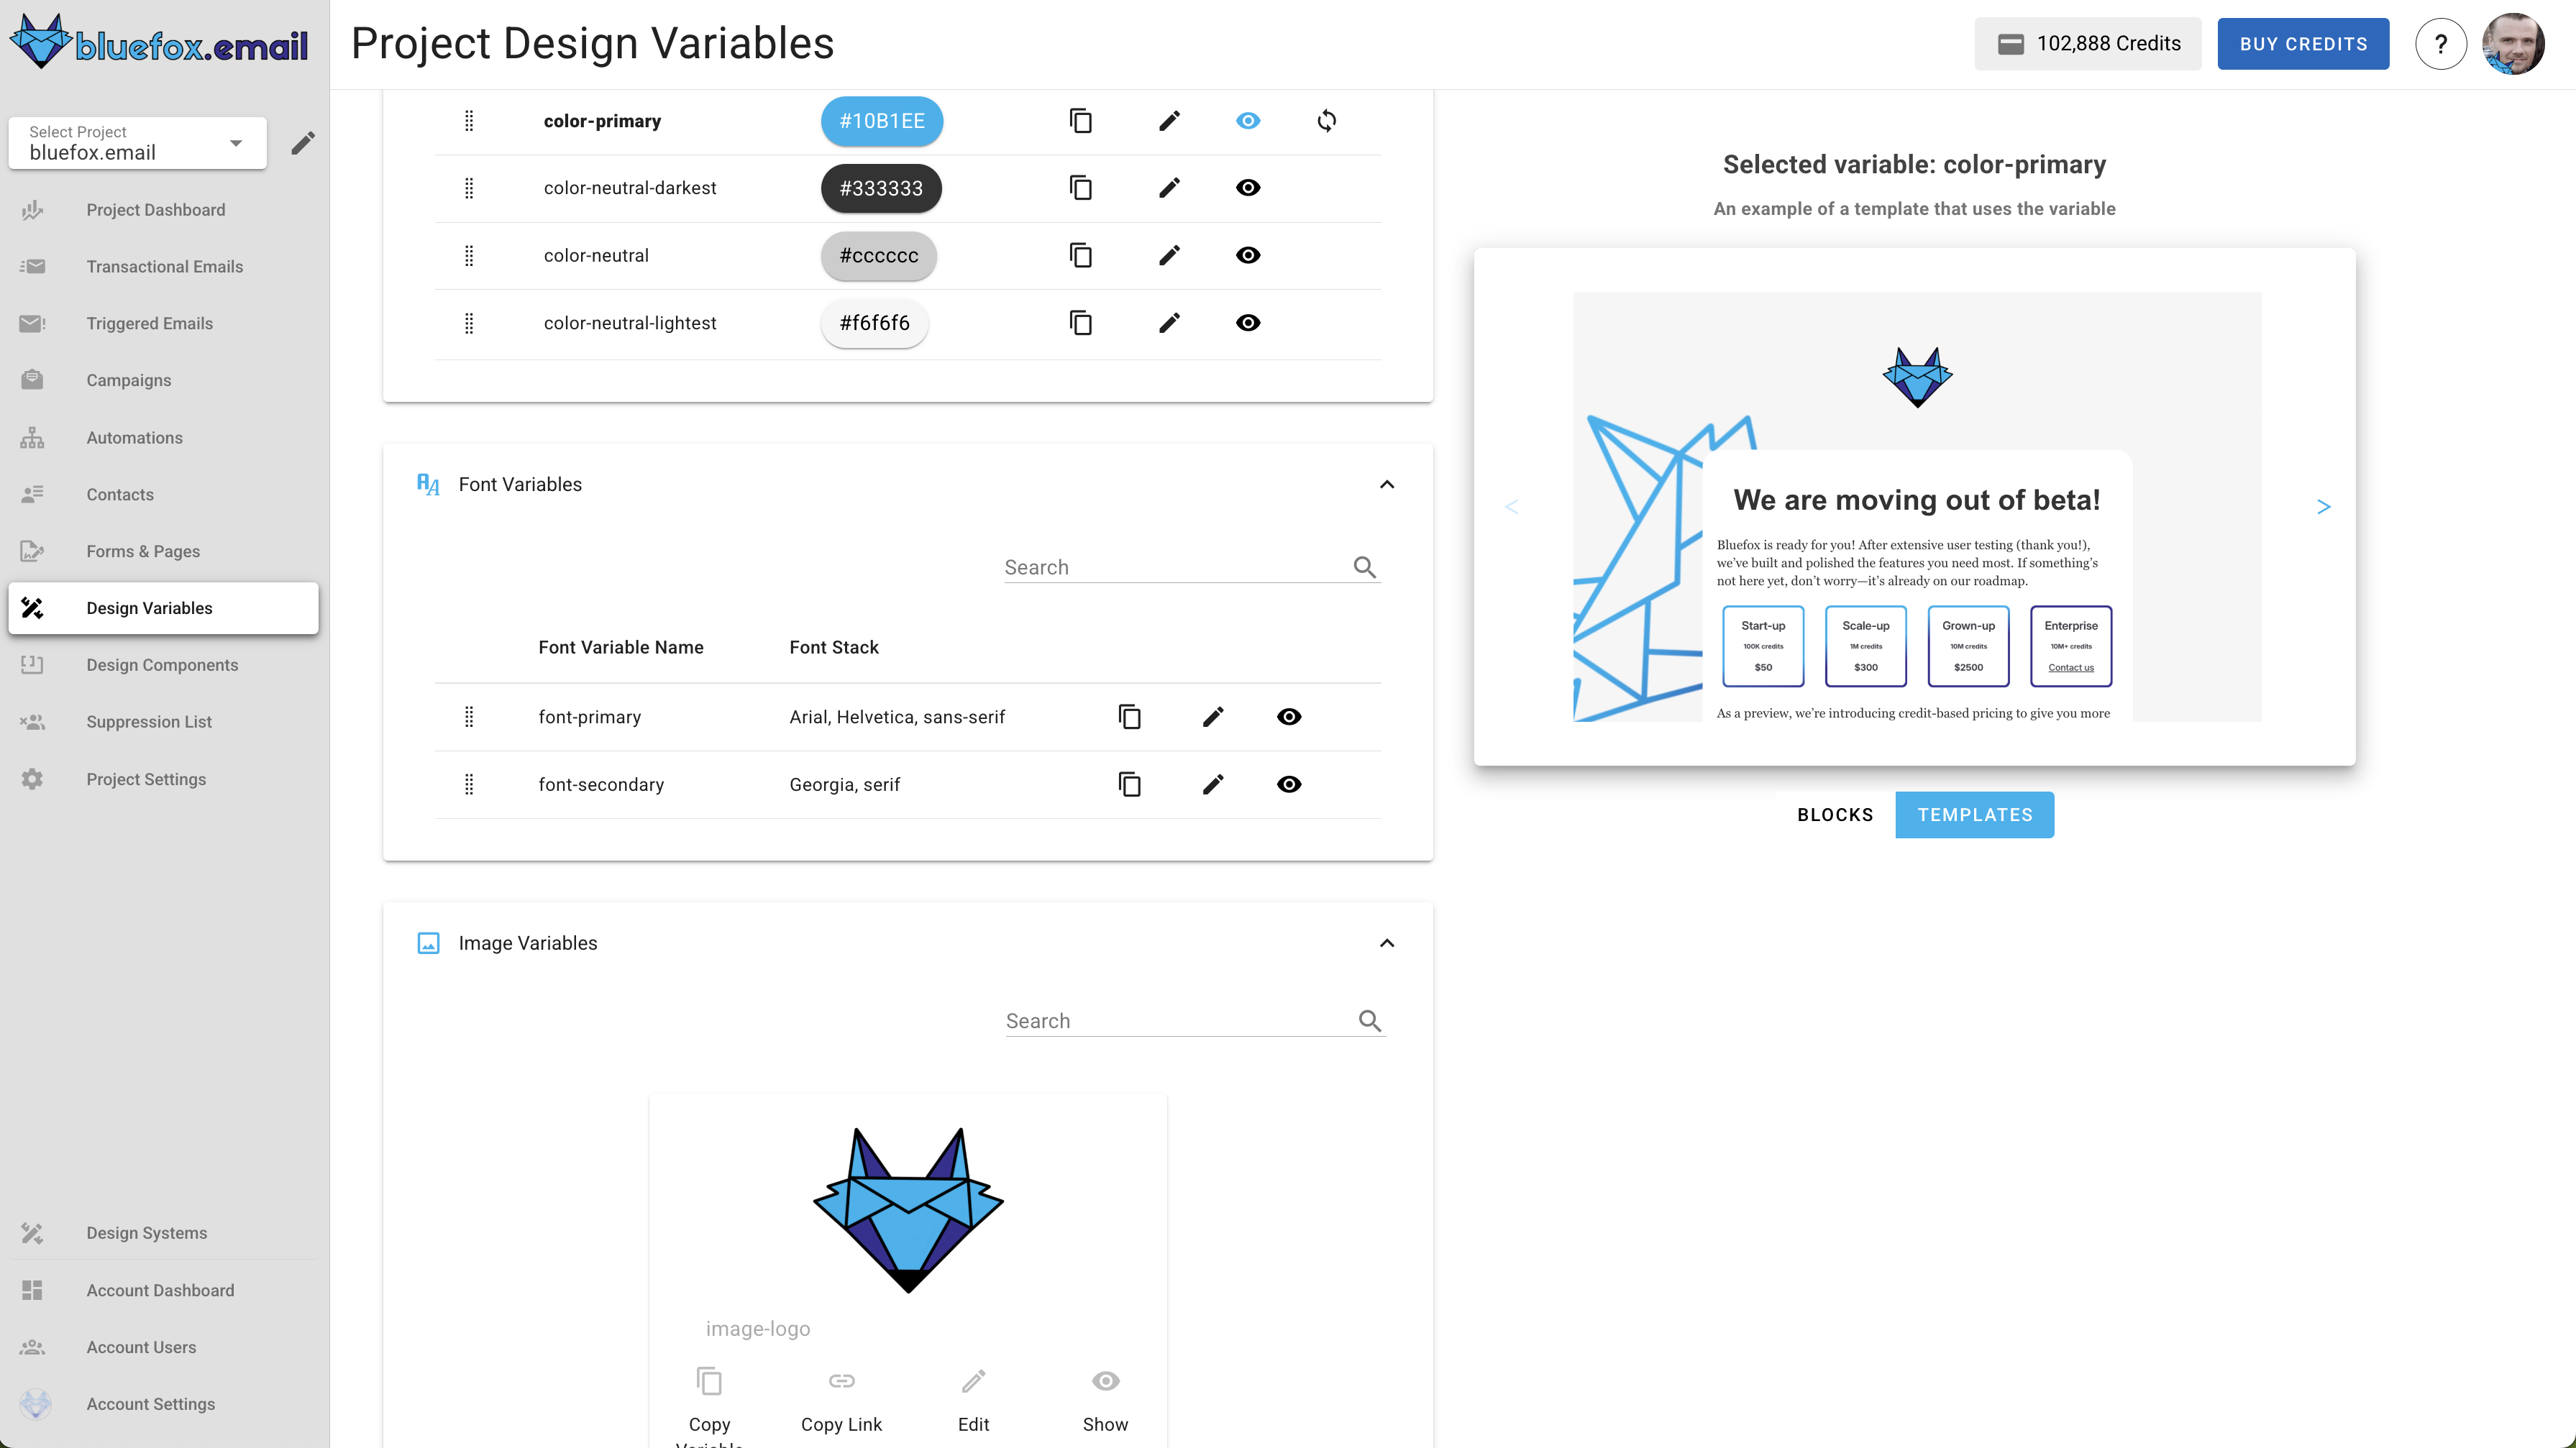 bluefox.email
Project Design Variables
102,888 Credits
BUY CREDITS
?
Select Project
bluefox.email
Project Dashboard
Transactional Emails
Triggered Emails
Campaigns
Automations
Contacts
Forms & Pages
Design Variables
Design Components
Suppression List
Project Settings
Design Systems
Account Dashboard
Account Users
Account Settings
color-primary
#10B1EE
color-neutral-darkest
#333333
color-neutral
#cccccc
color-neutral-lightest
#f6f6f6
Font Variables
Search
Font Variable Name
Font Stack
font-primary
Arial, Helvetica, sans-serif
font-secondary
Georgia, serif
Image Variables
Search
image-logo
Copy
Variable
Copy Link
Edit
Show
Selected variable: color-primary
An example of a template that uses the variable
<
>
We are moving out of beta!
Bluefox is ready for you! After extensive user testing (thank you!),
we’ve built and polished the features you need most. If something’s
not here yet, don’t worry—it’s already on our roadmap.
Start-up
100K credits
$50
Scale-up
1M credits
$300
Grown-up
10M credits
$2500
Enterprise
10M+ credits
Contact us
As a preview, we’re introducing credit-based pricing to give you more
BLOCKS
TEMPLATES